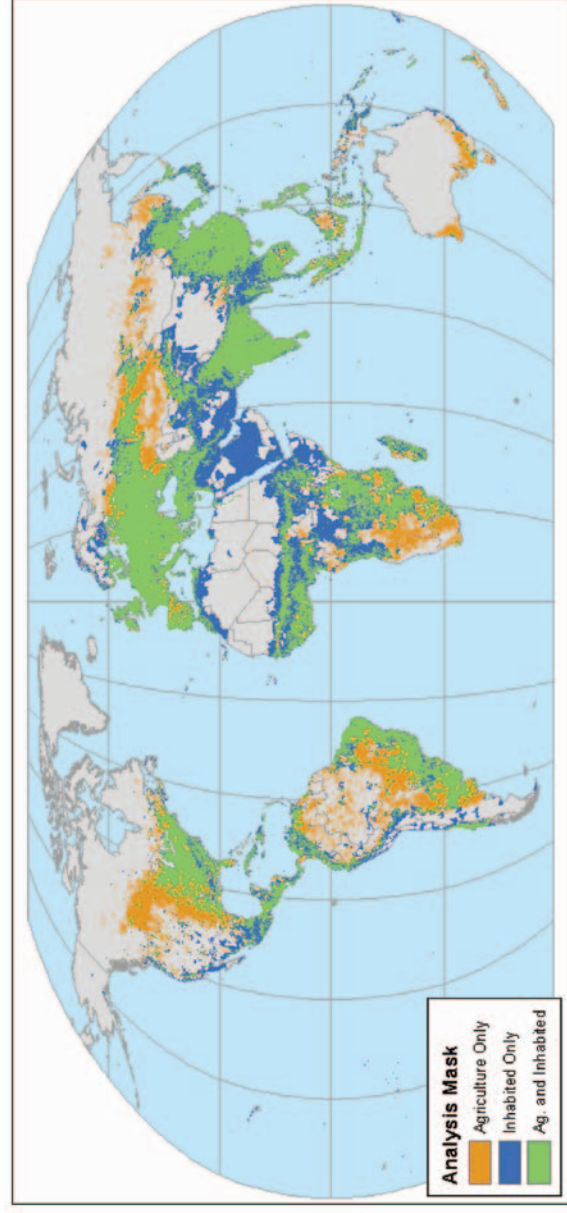 Analysis Mask
Agriculture Only
Inhabited Only
Ag. and Inhabited